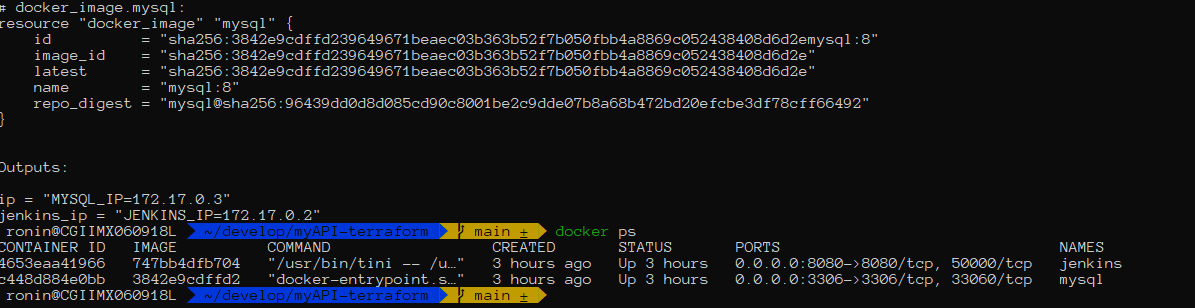 # docker_image.mysql:
resource "docker_image" "mysql" {
    id          = "sha256:3842e9cdffd239649671beaec03b363b52f7b050fbb4a8869c052438408d6d2emysql:8"
    image_id    = "sha256:3842e9cdffd239649671beaec03b363b52f7b050fbb4a8869c052438408d6d2e"
    latest      = "sha256:3842e9cdffd239649671beaec03b363b52f7b050fbb4a8869c052438408d6d2e"
    name        = "mysql:8"
    repo_digest = "mysql@sha256:96439dd0d8d085cd90c8001be2c9dde07b8a68b472bd20efcbe3df78cff66492"
}
Outputs:
ip = "MYSQL_IP=172.17.0.3"
jenkins_ip = "JENKINS_IP=172.17.0.2"
ronin@CGIIMX060918L ~/develop/myAPI-terraform main ± docker ps
CONTAINER ID   IMAGE          COMMAND                  CREATED       STATUS       PORTS                               NAMES
4653eaa41966   747bb4dfb704   "/usr/bin/tini -- /u…"   3 hours ago   Up 3 hours   0.0.0.0:8080->8080/tcp, 50000/tcp   jenkins
c448d884e0bb   3842e9cdffd2   "docker-entrypoint.s…"   3 hours ago   Up 3 hours   0.0.0.0:3306->3306/tcp, 33060/tcp   mysql
ronin@CGIIMX060918L ~/develop/myAPI-terraform main ±